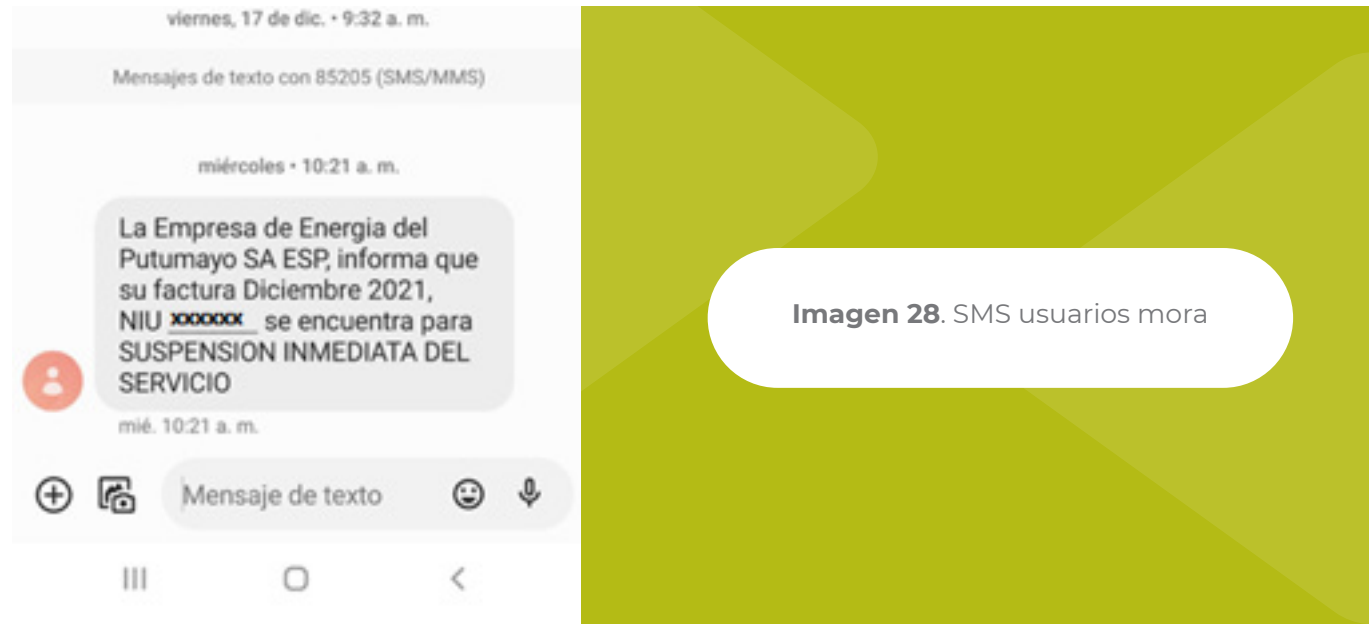 viernes, 17 de dic. • 9:32 a. m.
Mensajes de texto con 85205 (SMS/MMS)
miércoles • 10:21 a. m.
La Empresa de Energia del
Putumayo SA ESP, informa que
su factura Diciembre 2021,
NIU xxxxxxx se encuentra para
SUSPENSION INMEDIATA DEL
SERVICIO
mié. 10:21 a. m.
Mensaje de texto
Imagen 28. SMS usuarios mora